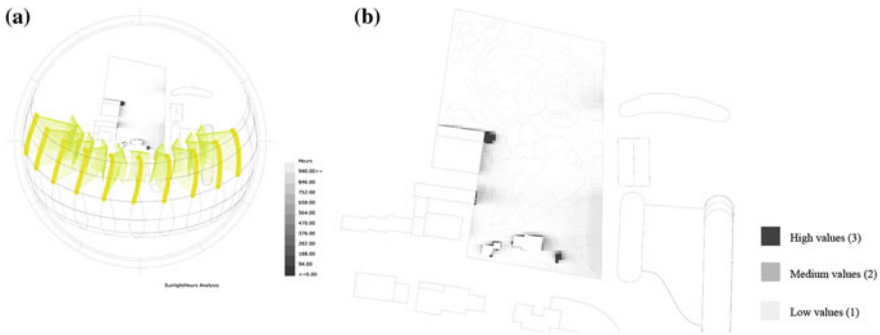 (a)
(b)
Hours
940.00<=
846.00
752.00
658.00
564.00
470.00
376.00
282.00
188.00
94.00
<=0.00
SunlightHours Analysis
High values (3)
Medium values (2)
Low values (1)